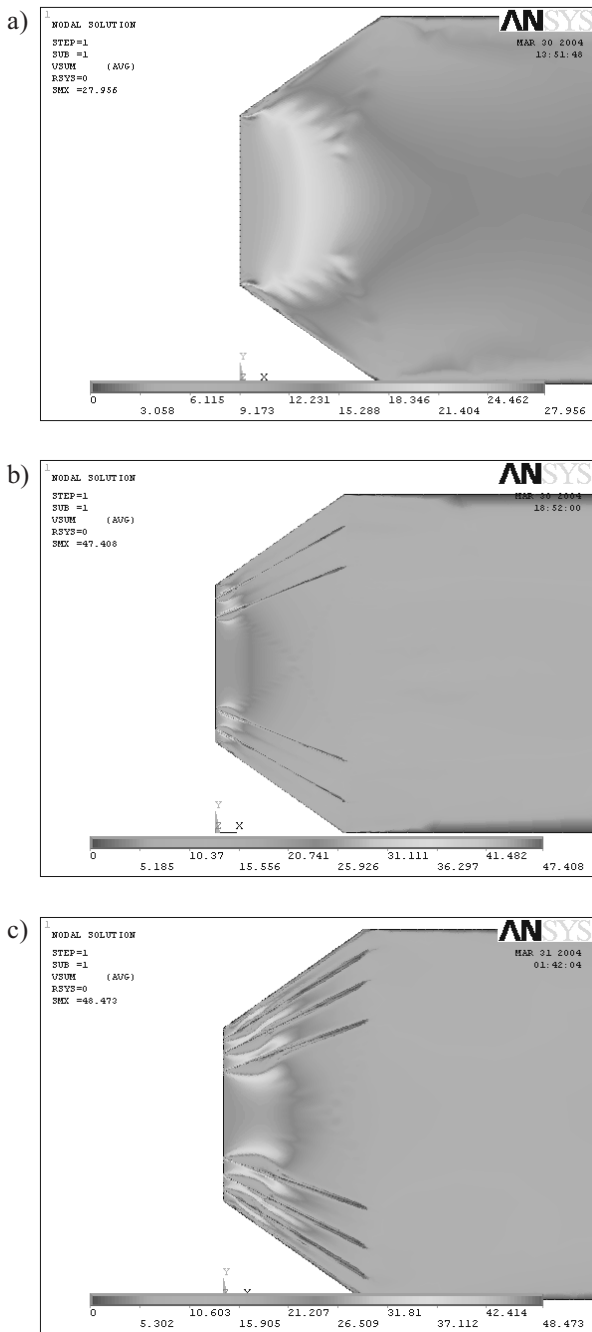 a)
1
NODAL SOLUTION
ANSYS
STEP=1
SUB =1
VSUM (AVG)
RSYS=0
SMX =27.956
MAR 30 2004
13:51:48
Y
Z X
0 6.115 12.231 18.346 24.462
3.058 9.173 15.288 21.404 27.956
b)
1
NODAL SOLUTION
ANSYS
STEP=1
SUB =1
VSUM (AVG)
RSYS=0
SMX =47.408
MAR 30 2004
18:52:00
Y
Z X
0 10.37 20.741 31.111 41.482
5.185 15.556 25.926 36.297 47.408
c)
1
NODAL SOLUTION
ANSYS
STEP=1
SUB =1
VSUM (AVG)
RSYS=0
SMX =48.473
MAR 31 2004
01:42:04
Y
X
0 10.603 21.207 31.81 42.414
5.302 15.905 26.509 37.112 48.473